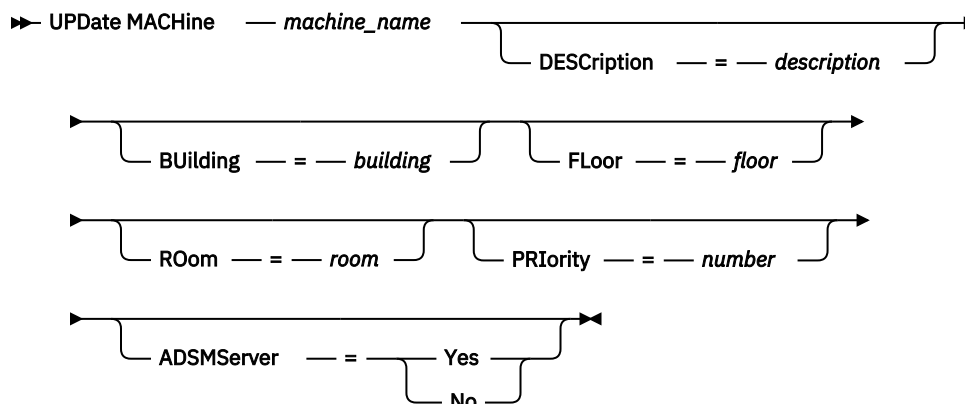 UPDate MACHine — machine_name
DESCription — = — description
BUilding — = — building FLoor — = — floor
ROom — = — room PRIority — = — number
ADSMServer — = Yes
No